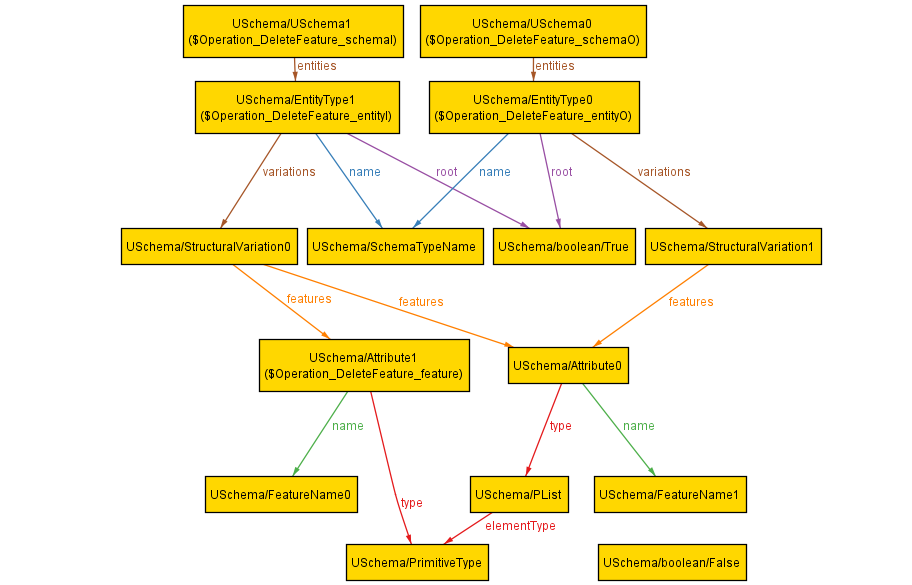 USchema/USchema1
($Operation_DeleteFeature_schemaI)
USchema/USchema0
($Operation_DeleteFeature_schemaO)
entities
entities
USchema/EntityType1
($Operation_DeleteFeature_entityI)
USchema/EntityType0
($Operation_DeleteFeature_entityO)
variations
name
root
name
root
variations
USchema/StructuralVariation0
USchema/SchemaTypeName
USchema/boolean/True
USchema/StructuralVariation1
features
features
features
USchema/Attribute1
($Operation_DeleteFeature_feature)
USchema/Attribute0
name
type
name
USchema/FeatureName0
USchema/PList
USchema/FeatureName1
type
elementType
USchema/PrimitiveType
USchema/boolean/False